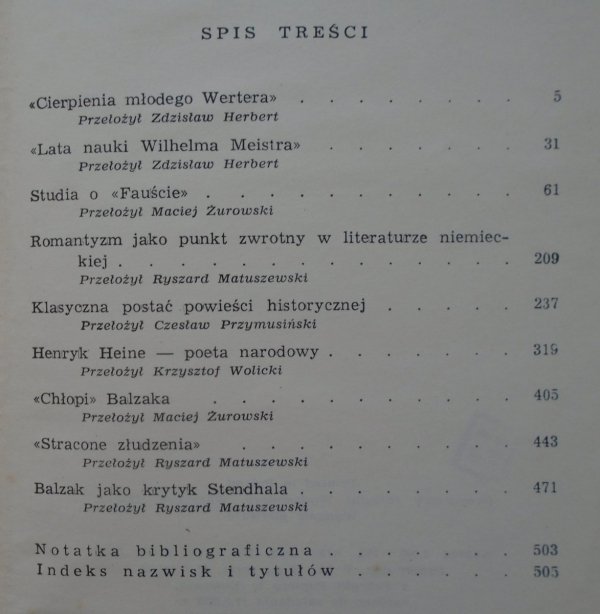 SPIS TREŚCI
«Cierpienia młodego Wertera» . . . . . . . . 5
Przełożył Zdzisław Herbert
«Lata nauki Wilhelma Meistra» . . . . . . . 31
Przełożył Zdzisław Herbert
Studia o «Fauście» . . . . . . . . . . . 61
Przełożył Maciej Żurowski
Romantyzm jako punkt zwrotny w literaturze niemiec-
kiej . . . . . . . . . . . . . . 209
Przełożył Ryszard Matuszewski
Klasyczna postać powieści historycznej . . . . . 237
Przełożył Czesław Przymusiński
Henryk Heine — poeta narodowy . . . . . . . 319
Przełożył Krzysztof Wolicki
«Chłopi» Balzaka . . . . . . . . . . . 405
Przełożył Maciej Żurowski
«Stracone złudzenia» . . . . . . . . . . 443
Przełożył Ryszard Matuszewski
Balzak jako krytyk Stendhala . . . . . . . . 471
Przełożył Ryszard Matuszewski
Notatka bibliograficzna . . . . . . . 503
Indeks nazwisk i tytułów . . . . . . 505